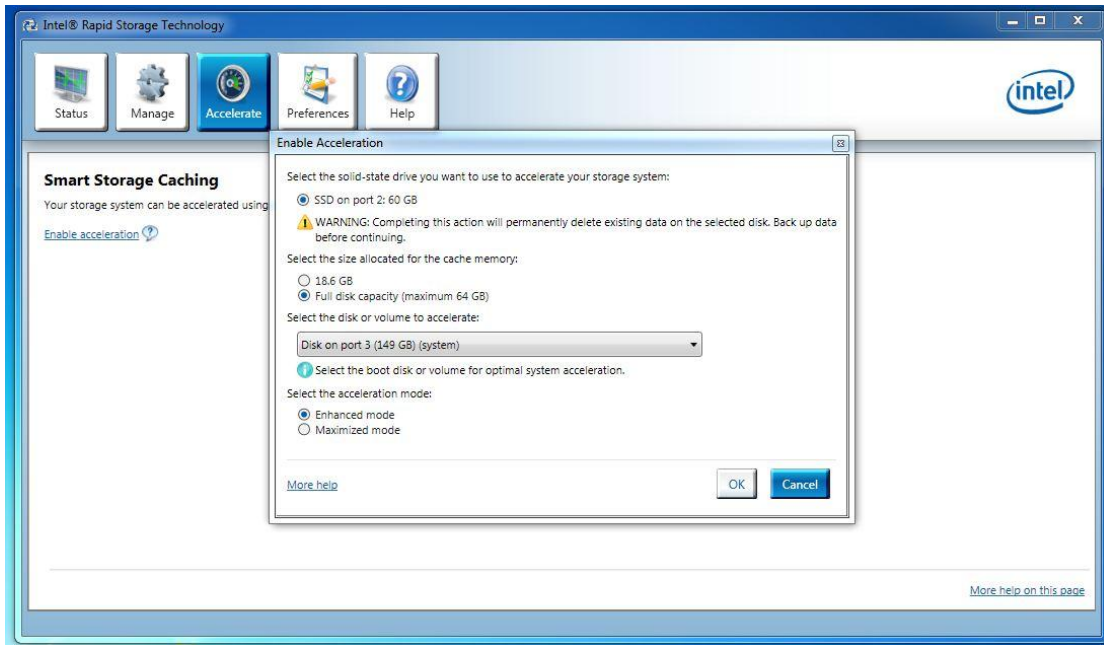 Intel® Rapid Storage Technology
Status
Manage
Accelerate
Preferences
Help
intel
Enable Acceleration
Smart Storage Caching
Your storage system can be accelerated using
Enable acceleration
Select the solid-state drive you want to use to accelerate your storage system:
SSD on port 2: 60 GB
WARNING: Completing this action will permanently delete existing data on the selected disk. Back up data
before continuing.
Select the size allocated for the cache memory:
18.6 GB
Full disk capacity (maximum 64 GB)
Select the disk or volume to accelerate:
Disk on port 3 (149 GB) (system)
Select the boot disk or volume for optimal system acceleration.
Select the acceleration mode:
Enhanced mode
Maximized mode
More help
OK
Cancel
More help on this page